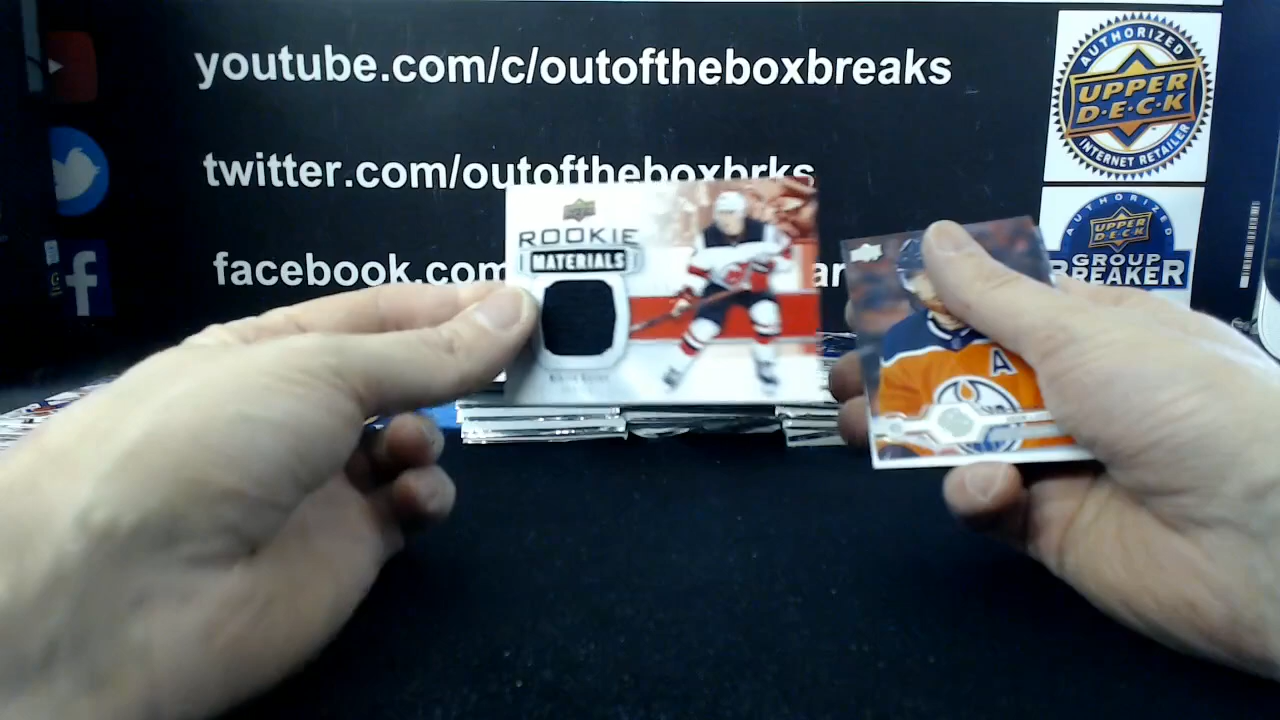 youtube.com/c/outoftheboxbreaks
twitter.com/outoftheboxbrks
facebook.com
AUTHORIZED
UPPER
D·E·C·K
INTERNET RETAILER
AUTHORIZED
UPPER
DECK
GROUP
BREAKER
ROOKIE
MATERIALS
A